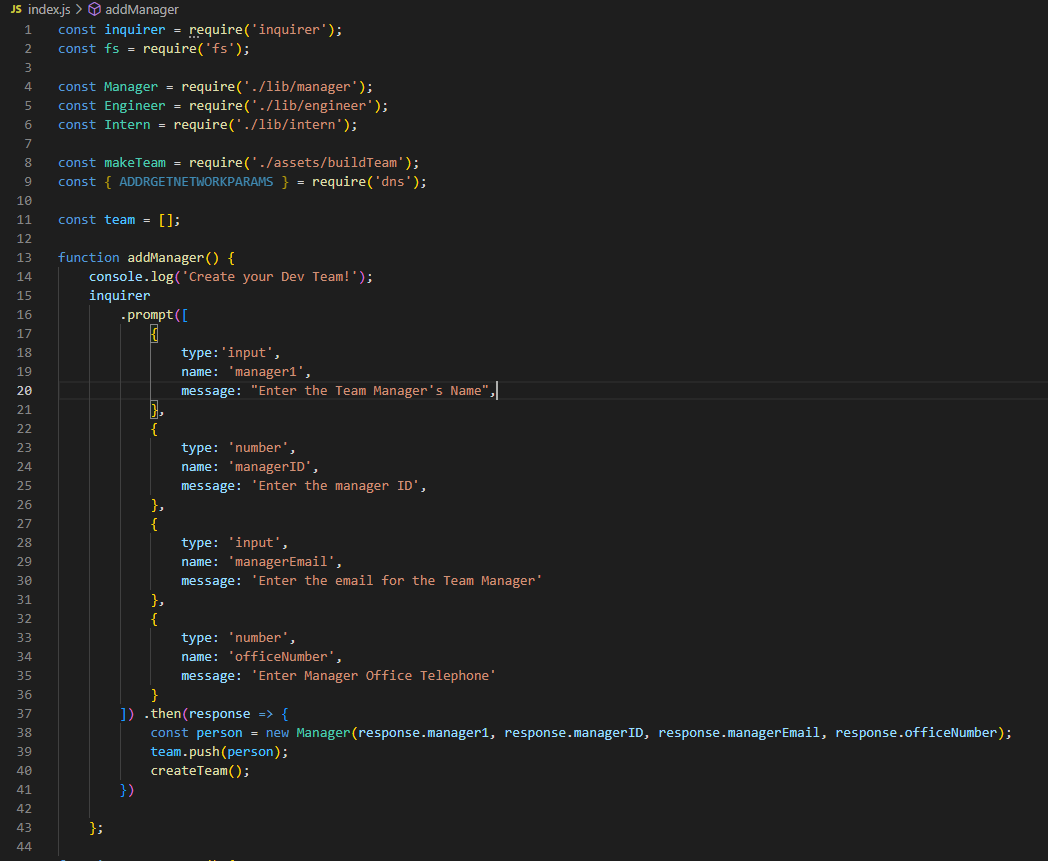 JS index.js > addManager
1 const inquirer = require('inquirer');
2 const fs = require('fs');
3
4 const Manager = require('./lib/manager');
5 const Engineer = require('./lib/engineer');
6 const Intern = require('./lib/intern');
7
8 const makeTeam = require('./assets/buildTeam');
9 const { ADDRGETNETWORKPARAMS } = require('dns');
10
11 const team = [];
12
13 function addManager() {
14     console.log('Create your Dev Team!');
15     inquirer
16         .prompt([
17             {
18                 type:'input',
19                 name: 'manager1',
20                 message: "Enter the Team Manager's Name",
21             },
22             {
23                 type: 'number',
24                 name: 'managerID',
25                 message: 'Enter the manager ID',
26             },
27             {
28                 type: 'input',
29                 name: 'managerEmail',
30                 message: 'Enter the email for the Team Manager'
31             },
32             {
33                 type: 'number',
34                 name: 'officeNumber',
35                 message: 'Enter Manager Office Telephone'
36             }
37         ]) .then(response => {
38             const person = new Manager(response.manager1, response.managerID, response.managerEmail, response.officeNumber);
39             team.push(person);
40             createTeam();
41         })
42
43     };
44